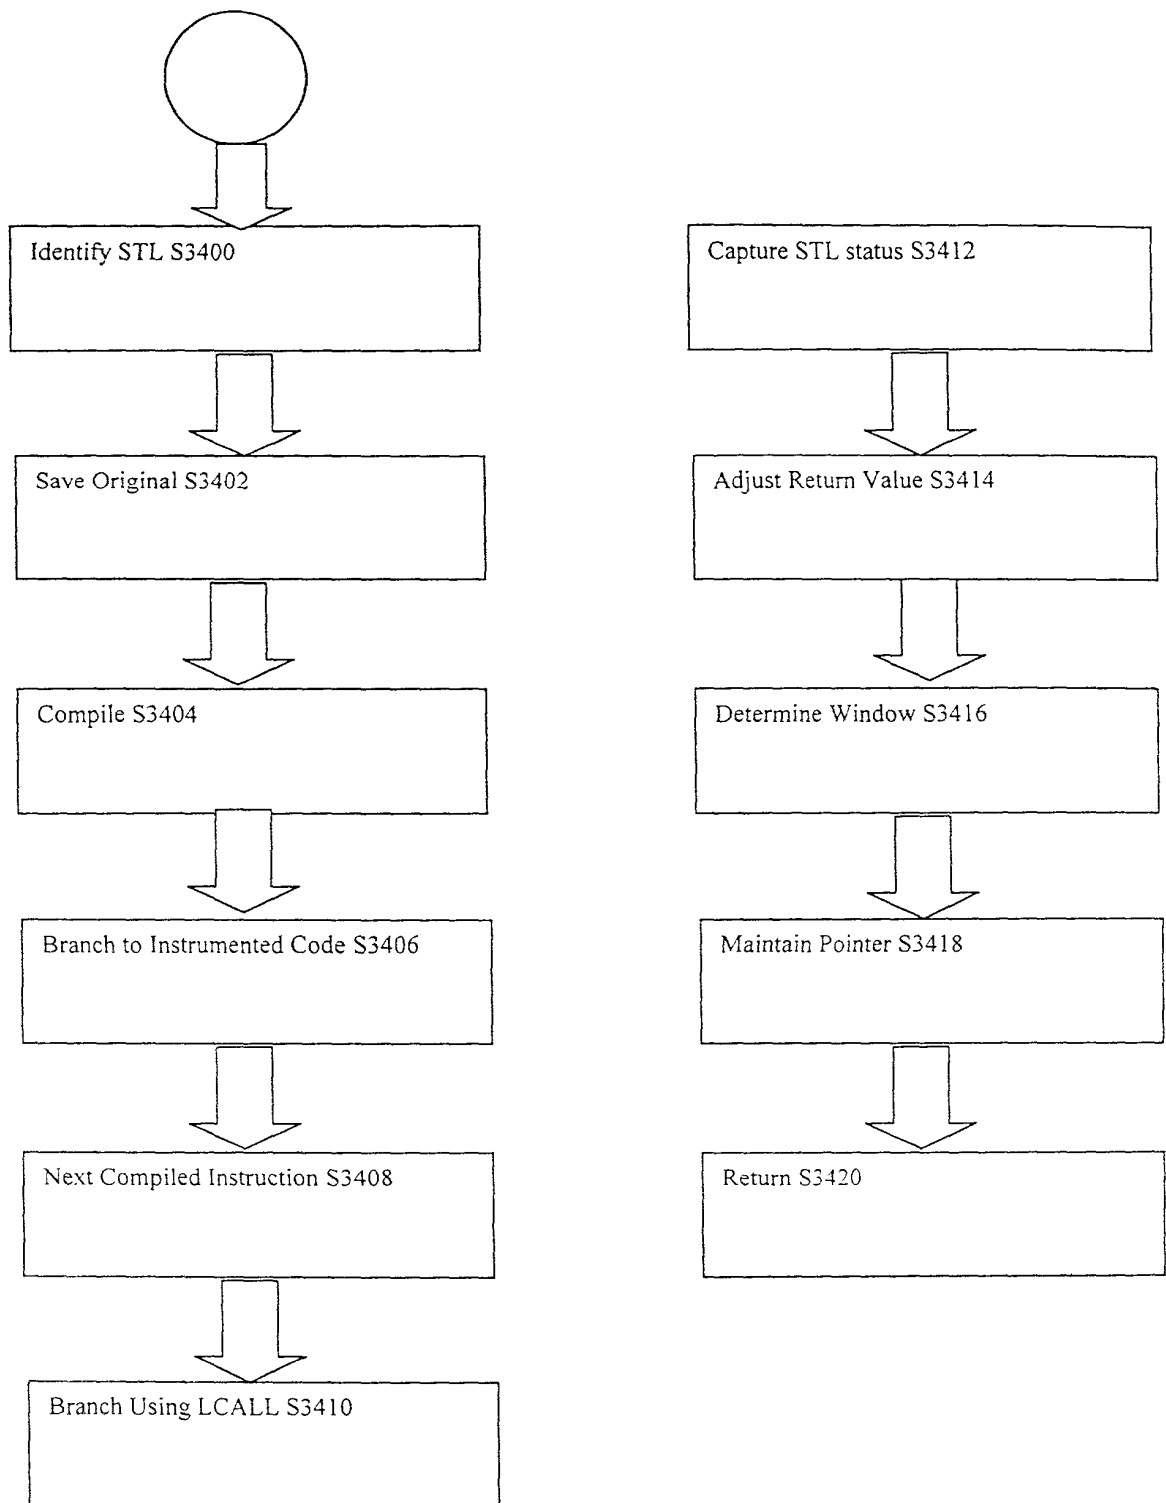 Identify STL S3400
Save Original S3402
Compile S3404
Branch to Instrumented Code S3406
Next Compiled Instruction S3408
Branch Using LCALL S3410
Capture STL status S3412
Adjust Return Value S3414
Determine Window S3416
Maintain Pointer S3418
Return S3420